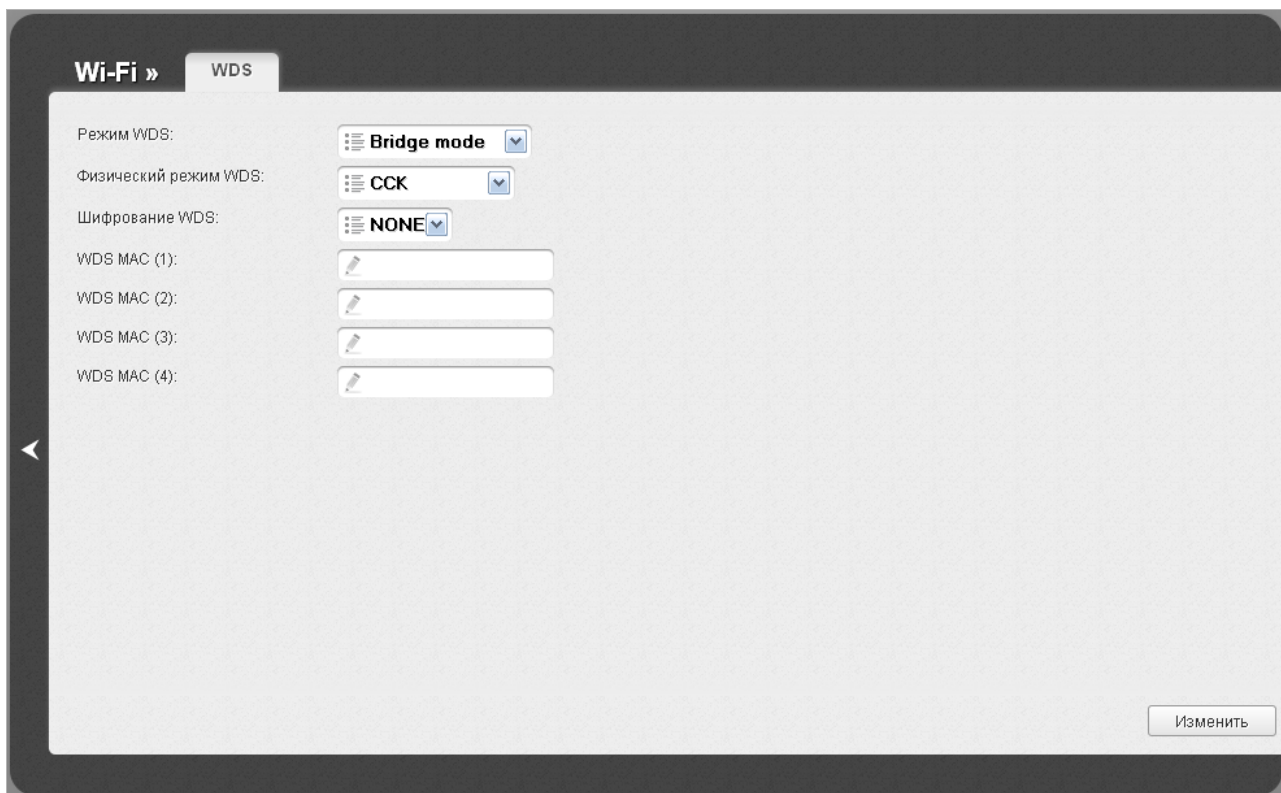 Wi-Fi » WDS
Режим WDS: Bridge mode
Физический режим WDS: CCK
Шифрование WDS: NONE
WDS MAC (1):
WDS MAC (2):
WDS MAC (3):
WDS MAC (4):
Изменить